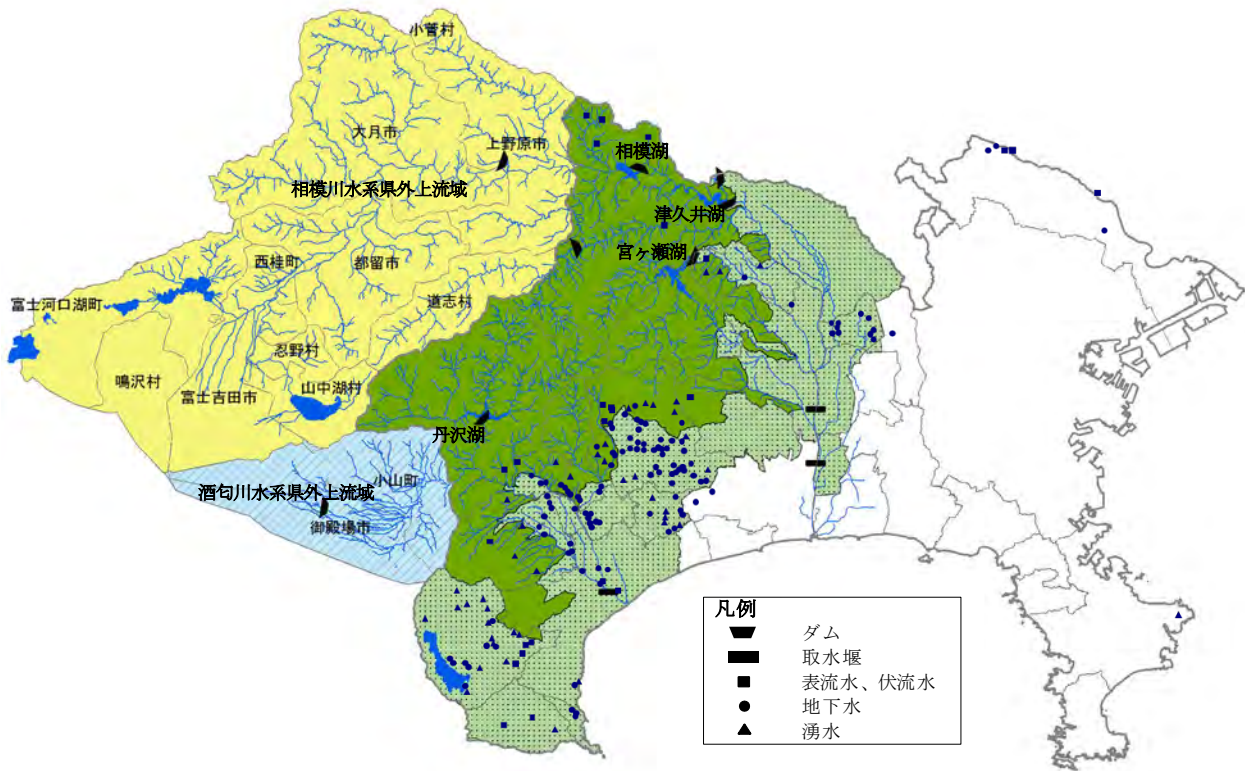 小菅村
大月市
上野原市
相模湖
相模川水系県外上流域
津久井湖
宮ヶ瀬湖
西桂町
都留市
富士河口湖町
道志村
忍野村
鳴沢村
富士吉田市
山中湖村
丹沢湖
小山町
酒匂川水系県外上流域
御殿場市
凡例
ダム
取水堰
表流水、伏流水
地下水
湧水